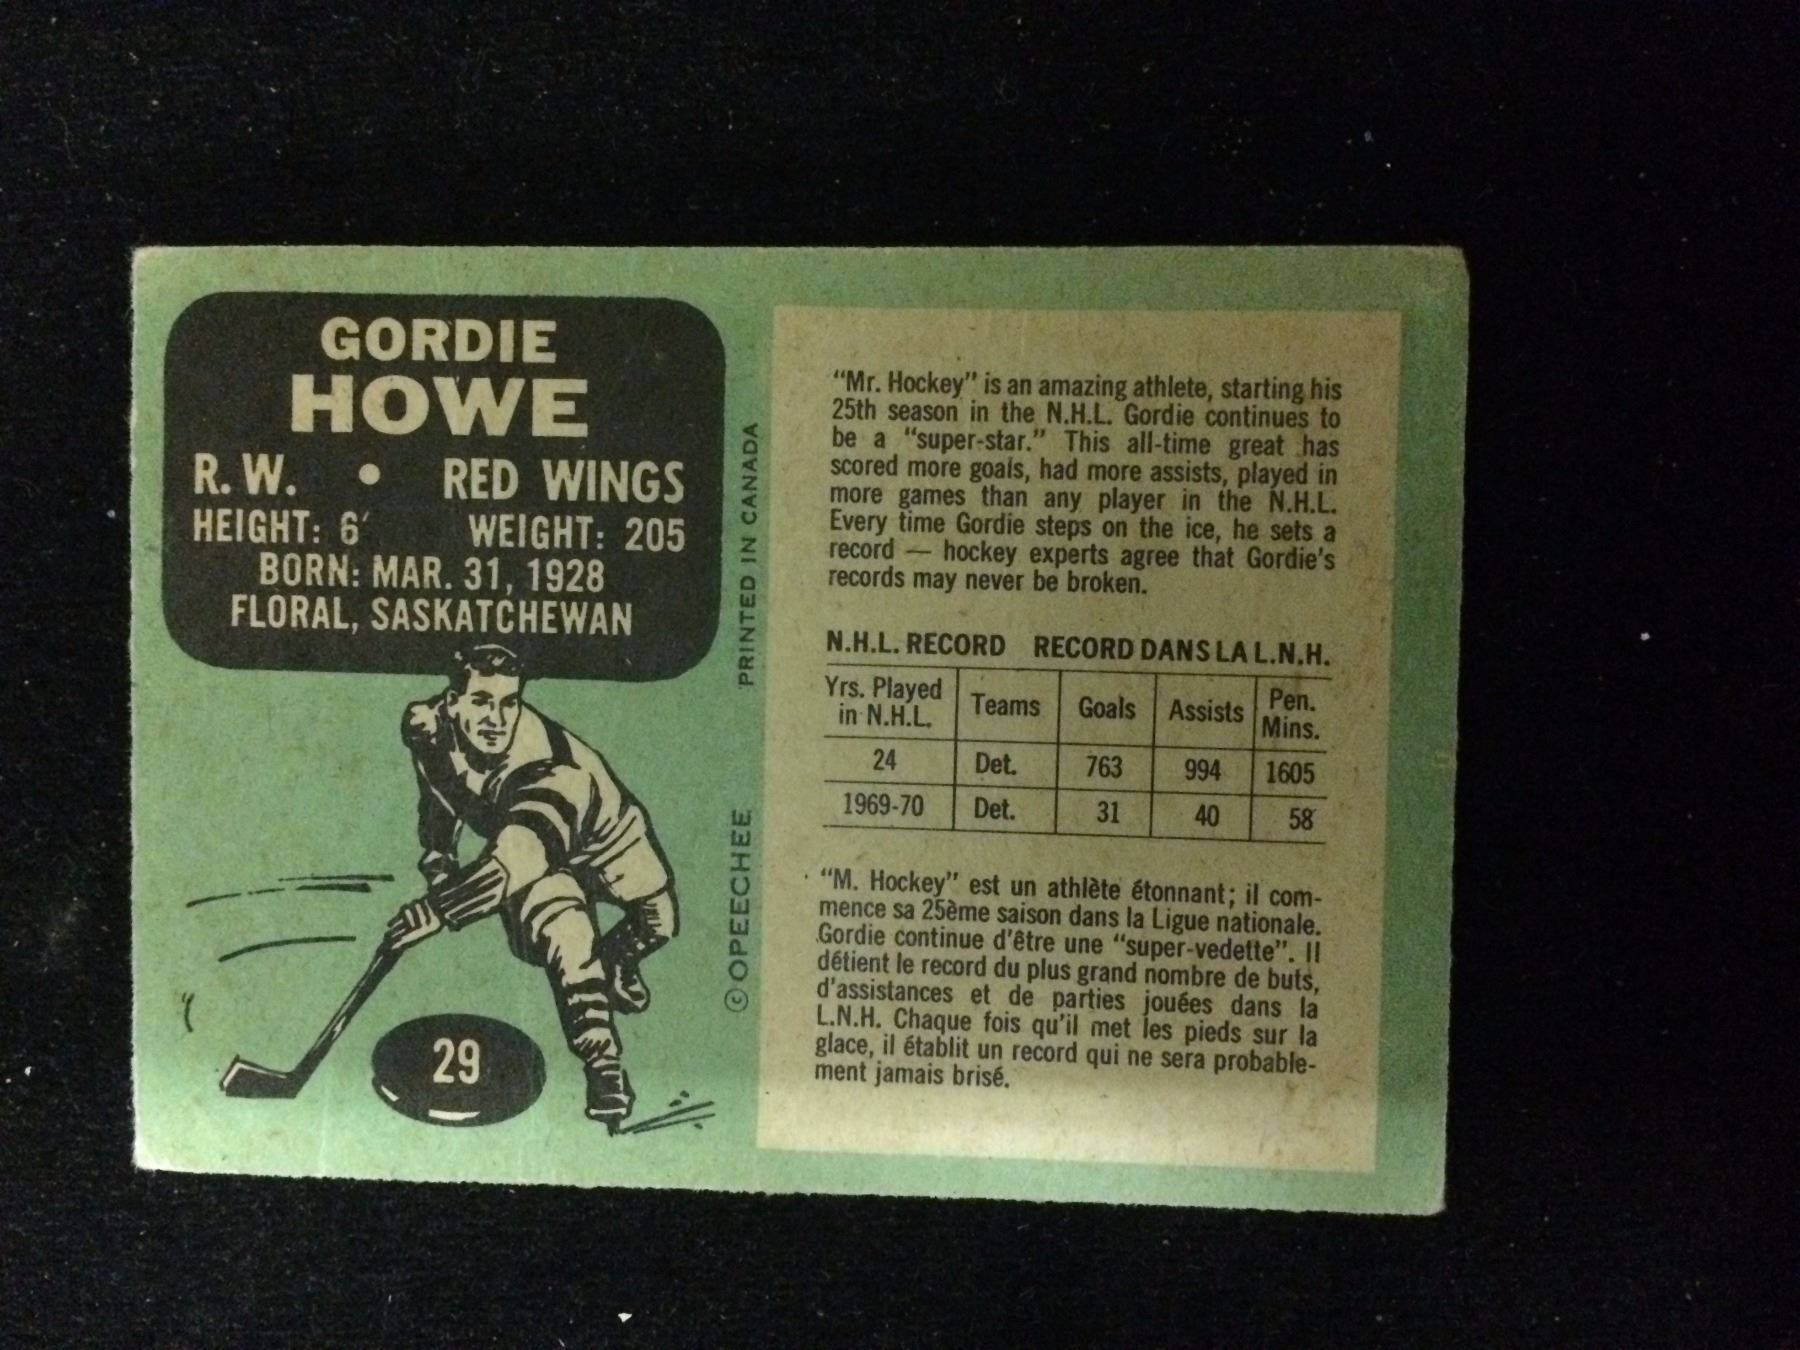 GORDIE
HOWE
R.W. • RED WINGS
HEIGHT: 6′ WEIGHT: 205
BORN: MAR. 31, 1928
FLORAL, SASKATCHEWAN
29
©OPEECHEE PRINTED IN CANADA
“Mr. Hockey” is an amazing athlete, starting his
25th season in the N.H.L. Gordie continues to
be a “super-star.” This all-time great has
scored more goals, had more assists, played in
more games than any player in the N.H.L.
Every time Gordie steps on the ice, he sets a
record — hockey experts agree that Gordie's
records may never be broken.
N.H.L. RECORD RECORD DANS LA L.N.H.
Yrs. Played in N.H.L. Teams Goals Assists Pen. Mins.
24 Det. 763 994 1605
1969-70 Det. 31 40 58
“M. Hockey” est un athlète étonnant; il com-
mence sa 25ème saison dans la Ligue nationale.
Gordie continue d'être une “super-vedette”. Il
détient le record du plus grand nombre de buts,
d'assistances et de parties jouées dans la
L.N.H. Chaque fois qu'il met les pieds sur la
glace, il établit un record qui ne sera probable-
ment jamais brisé.